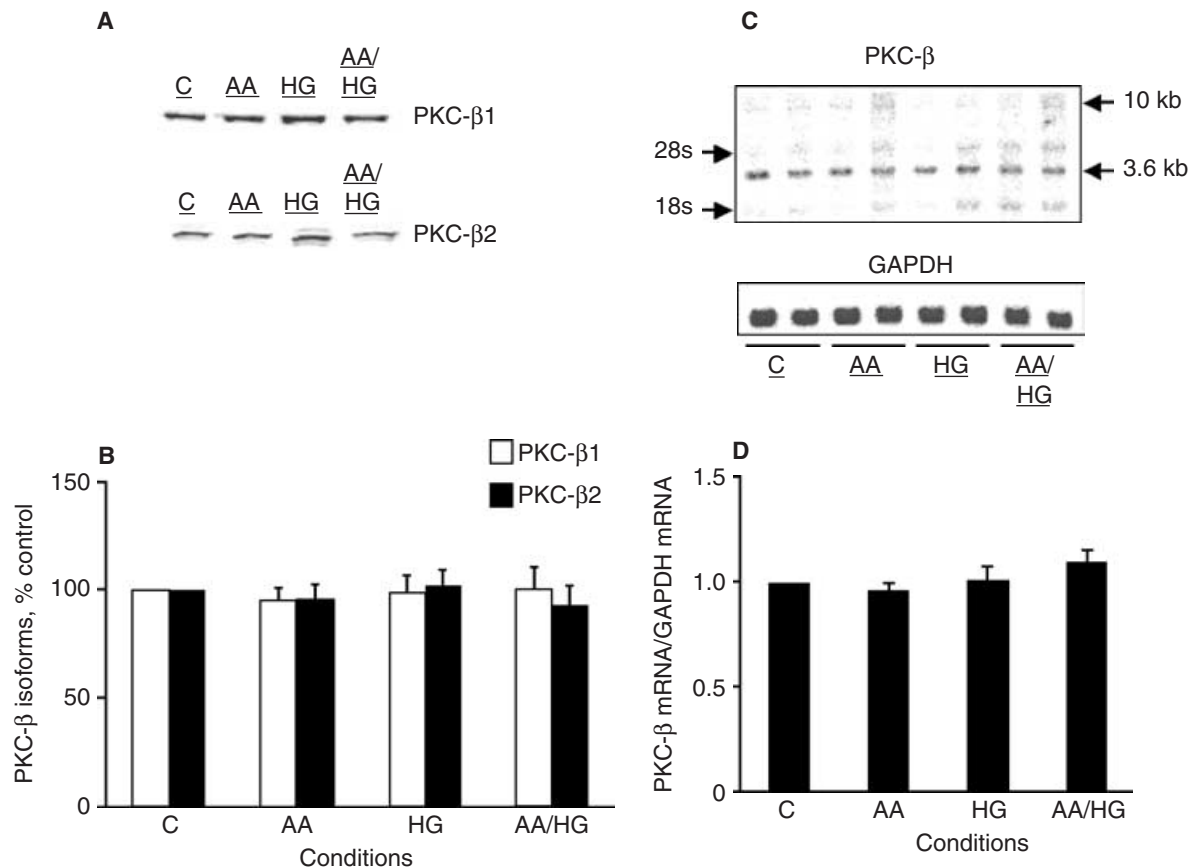 A
C AA HG AA/
HG
PKC-β1
C AA HG AA/
HG
PKC-β2
C
PKC-β
10 kb
28s
3.6 kb
18s
GAPDH
C AA HG AA/
HG
B
PKC-β1
PKC-β2
PKC-β isoforms, % control
150
100
50
0
C AA HG AA/HG
Conditions
D
PKC-β mRNA/GAPDH mRNA
1.5
1.0
0.5
0
C AA HG AA/HG
Conditions